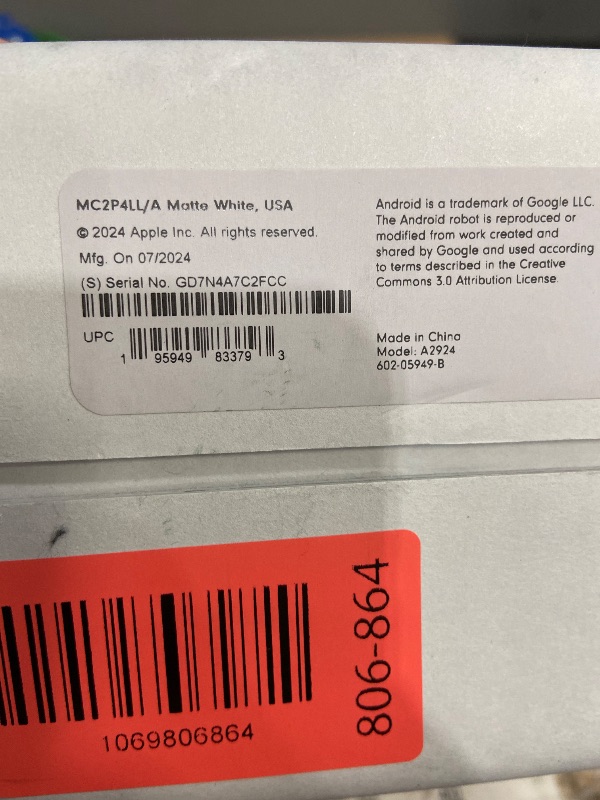 MC2P4LL/A Matte White, USA
© 2024 Apple Inc. All rights reserved.
Mfg. On 07/2024
(S) Serial No. GD7N4A7C2FCC
UPC
1 95949 83379 3
Android is a trademark of Google LLC.
The Android robot is reproduced or
modified from work created and
shared by Google and used according
to terms described in the Creative
Commons 3.0 Attribution License.
Made in China
Model: A2924
602-05949-B
1069806864
806-864